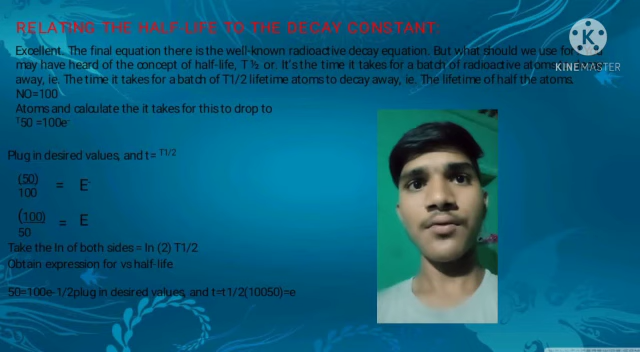 RELATING THE HALF LIFE TO THE DECAY CONSTANT:
Excellent. The final equation there is the well-known radioactive decay equation. But what should we use for
may have heard of the concept of half-life, T ½ or. It's the time it takes for a batch of radioactive atoms
away, ie. The time it takes for a batch of T1/2 lifetime atoms to decay away, ie. The lifetime of half the atoms.
NO=100
Atoms and calculate the it takes for this to drop to
50 =100e-
Plug in desired values, and t= T1/2
(50) = E-
100
(100) = E
50
Take the In of both sides = In (2) T1/2
Obtain expression for vs half-life
50=100e-1/2plug in desired values, and t=t1/2(10050)=e
K
KINEMASTER